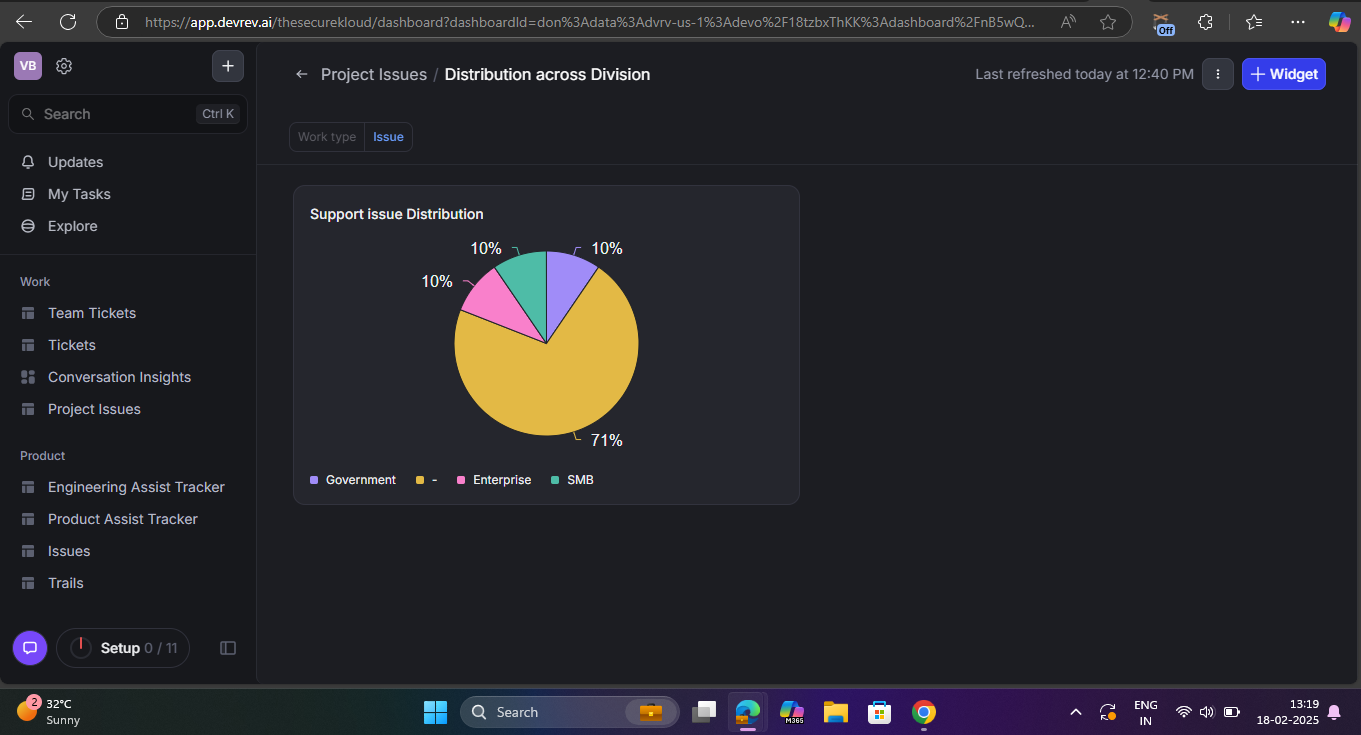 https://app.devrev.ai/thesecurekloud/dashboard?dashboardId=don%3Adata%3Advrv-us-1%3Adevo%2F18tzbxThKK%3Adashboard%2FnB5wQ...
Off
VB
Search Ctrl K
Updates
My Tasks
Explore
Work
Team Tickets
Tickets
Conversation Insights
Project Issues
Product
Engineering Assist Tracker
Product Assist Tracker
Issues
Trails
Setup 0 / 11
Project Issues / Distribution across Division
Last refreshed today at 12:40 PM
Widget
Work type Issue
Support issue Distribution
10% 10%
10%
71%
Government - Enterprise SMB
2
32°C
Sunny
Search
M365
ENG
IN
13:19
18-02-2025